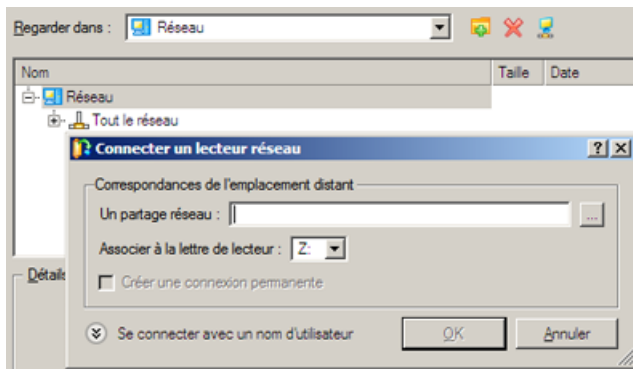 Regarder dans : Réseau
Nom Taille Date
Réseau
Tout le réseau
Connecter un lecteur réseau
Correspondances de l'emplacement distant
Un partage réseau : ...
Associer à la lettre de lecteur : Z:
Détails
Créer une connexion permanente
Se connecter avec un nom d'utilisateur OK Annuler